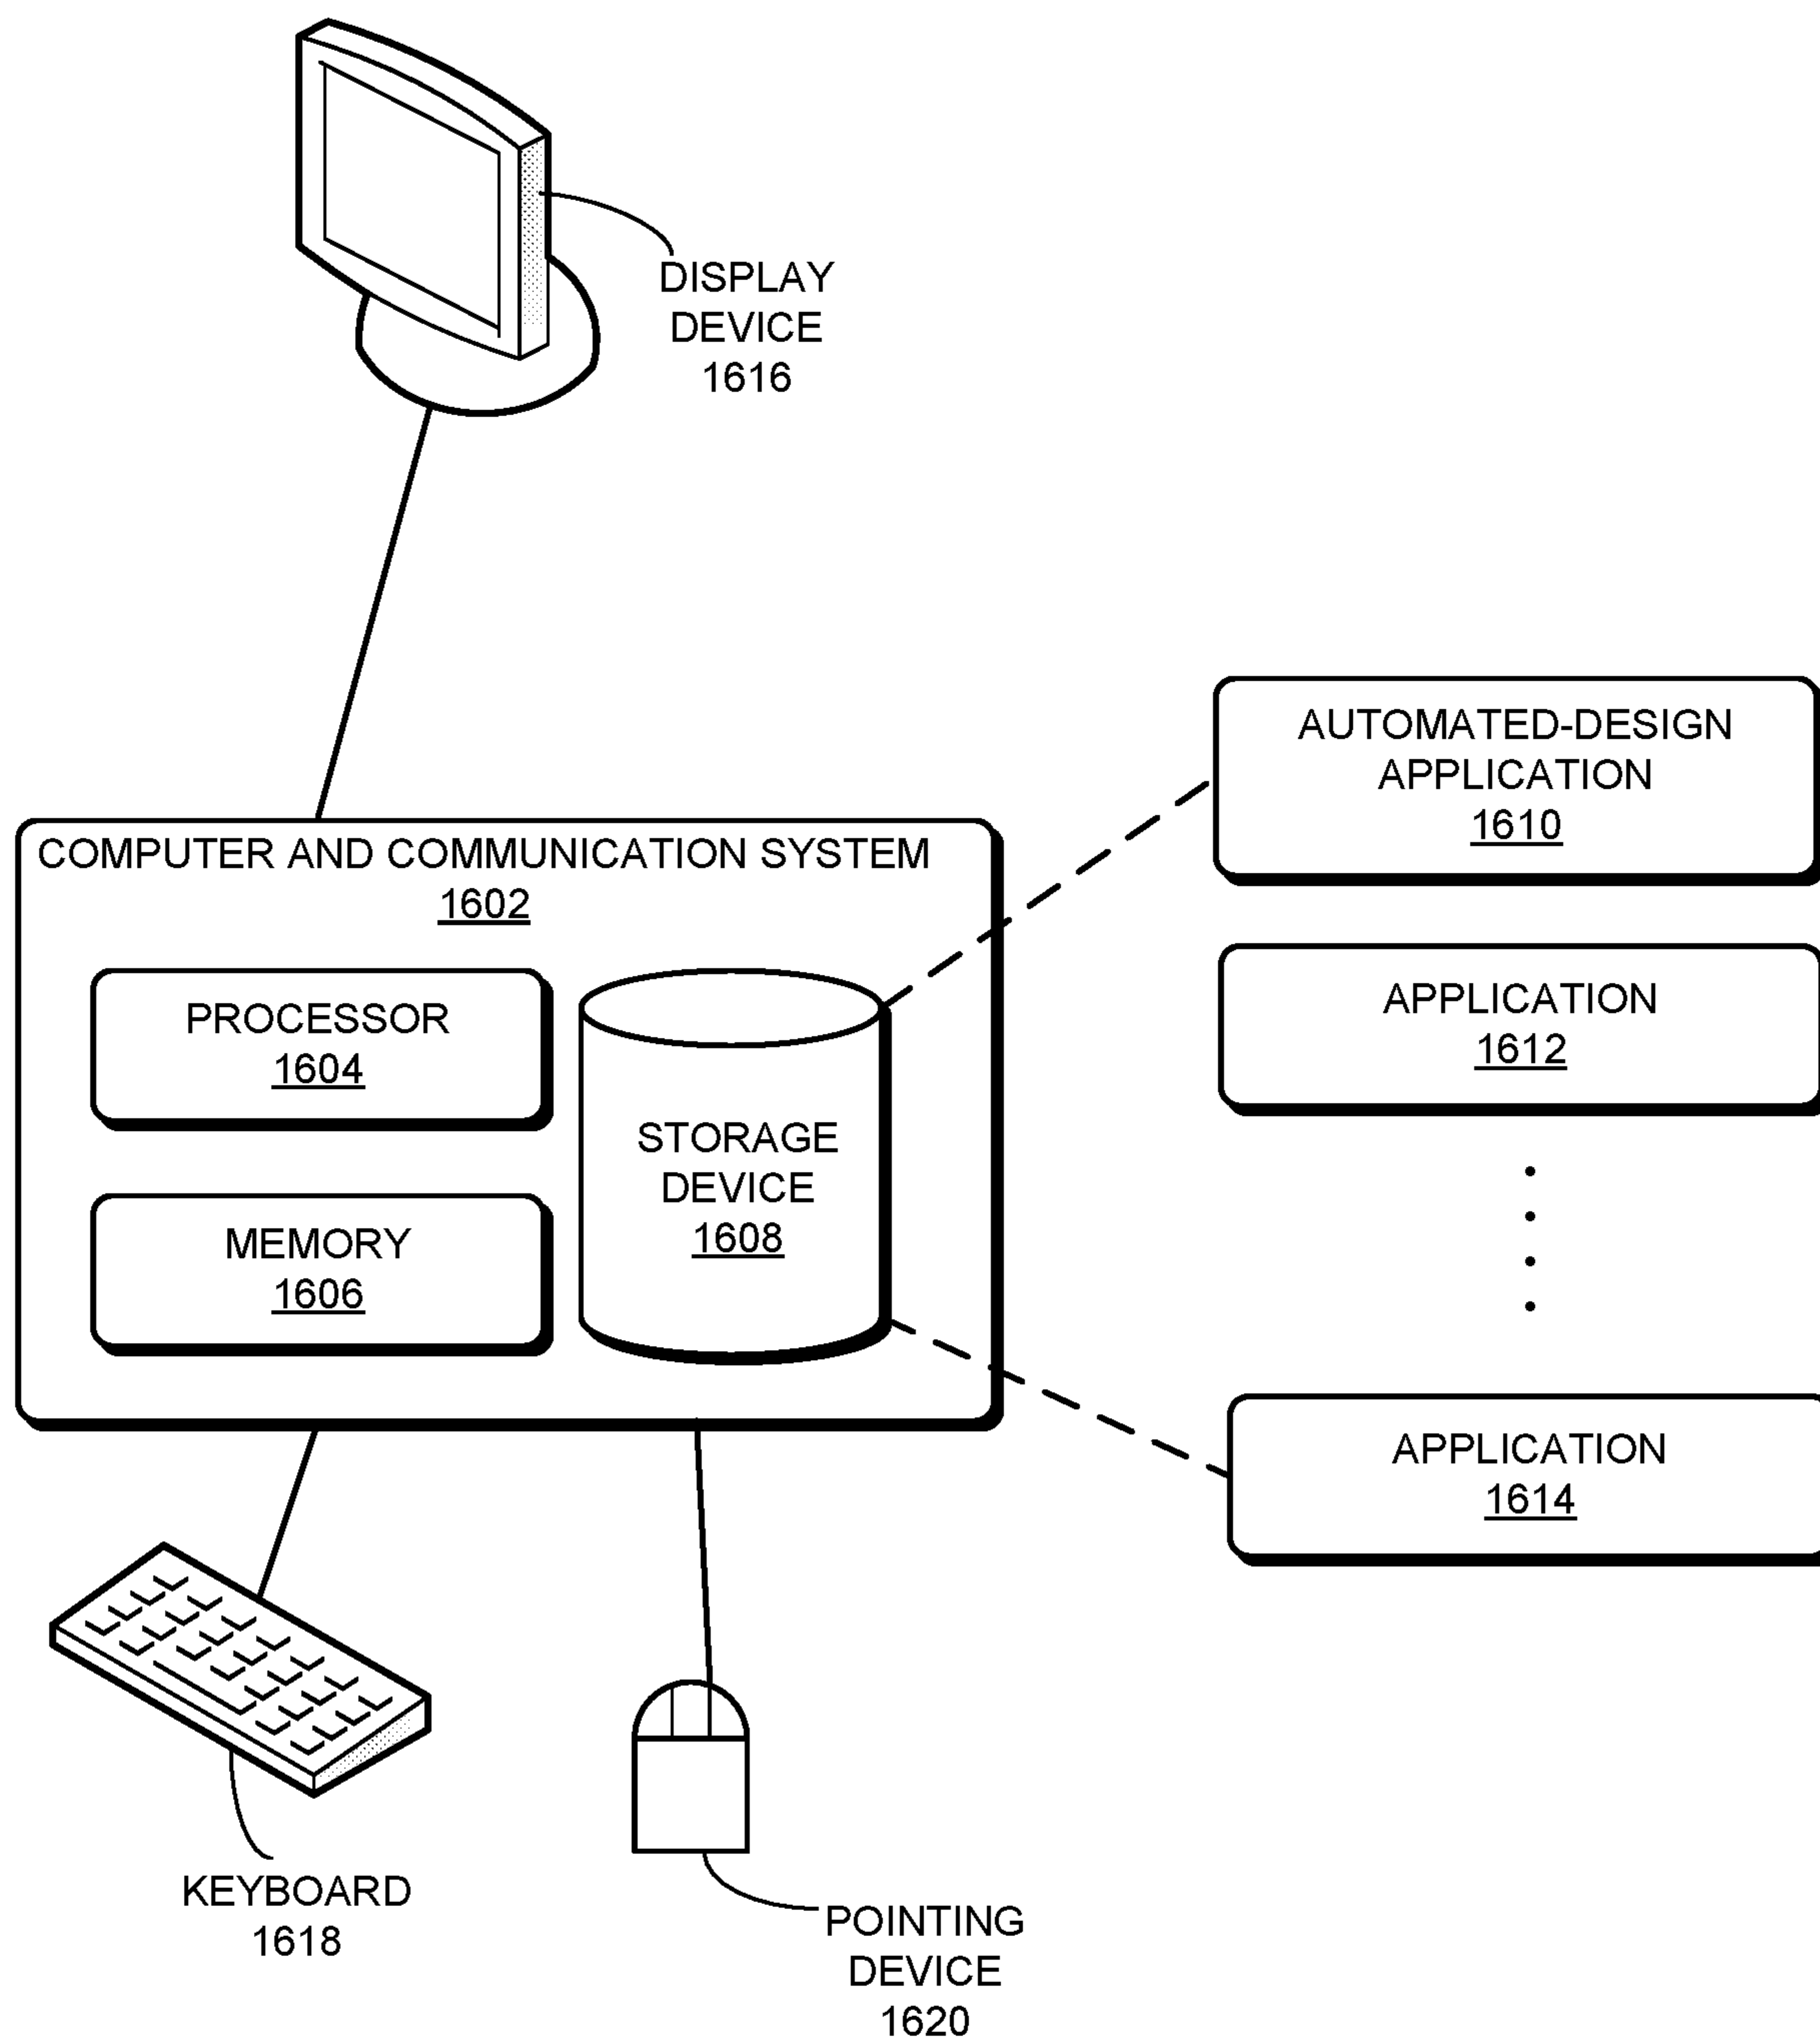 DISPLAY
DEVICE
1616
AUTOMATED-DESIGN
APPLICATION
1610
COMPUTER AND COMMUNICATION SYSTEM
1602
APPLICATION
1612
PROCESSOR
1604
STORAGE
DEVICE
1608
MEMORY
1606
APPLICATION
1614
KEYBOARD
1618
POINTING
DEVICE
1620